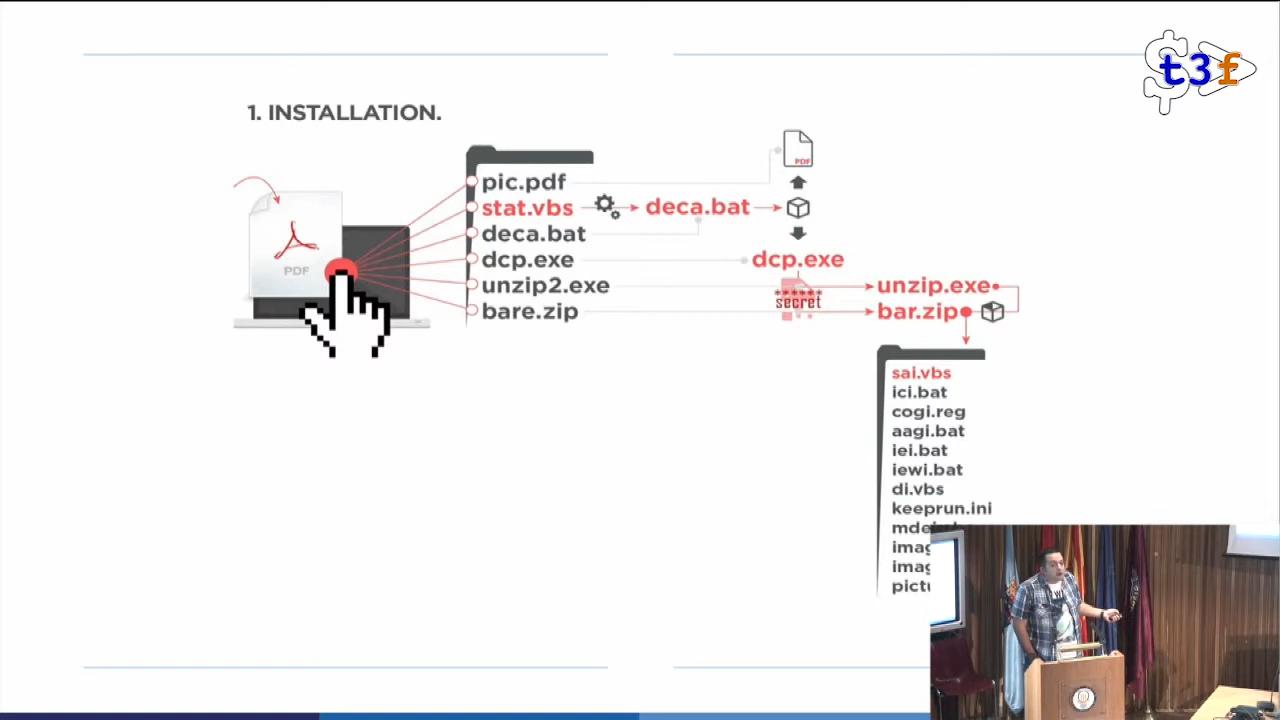 t3f
1. INSTALLATION.
PDF
pic.pdf
stat.vbs
deca.bat
dcp.exe
unzip2.exe
bare.zip
deca.bat
PDF
dcp.exe
******
secret
unzip.exe
bar.zip
sai.vbs
ici.bat
cogi.reg
aagi.bat
iei.bat
iewi.bat
di.vbs
keeprun.ini